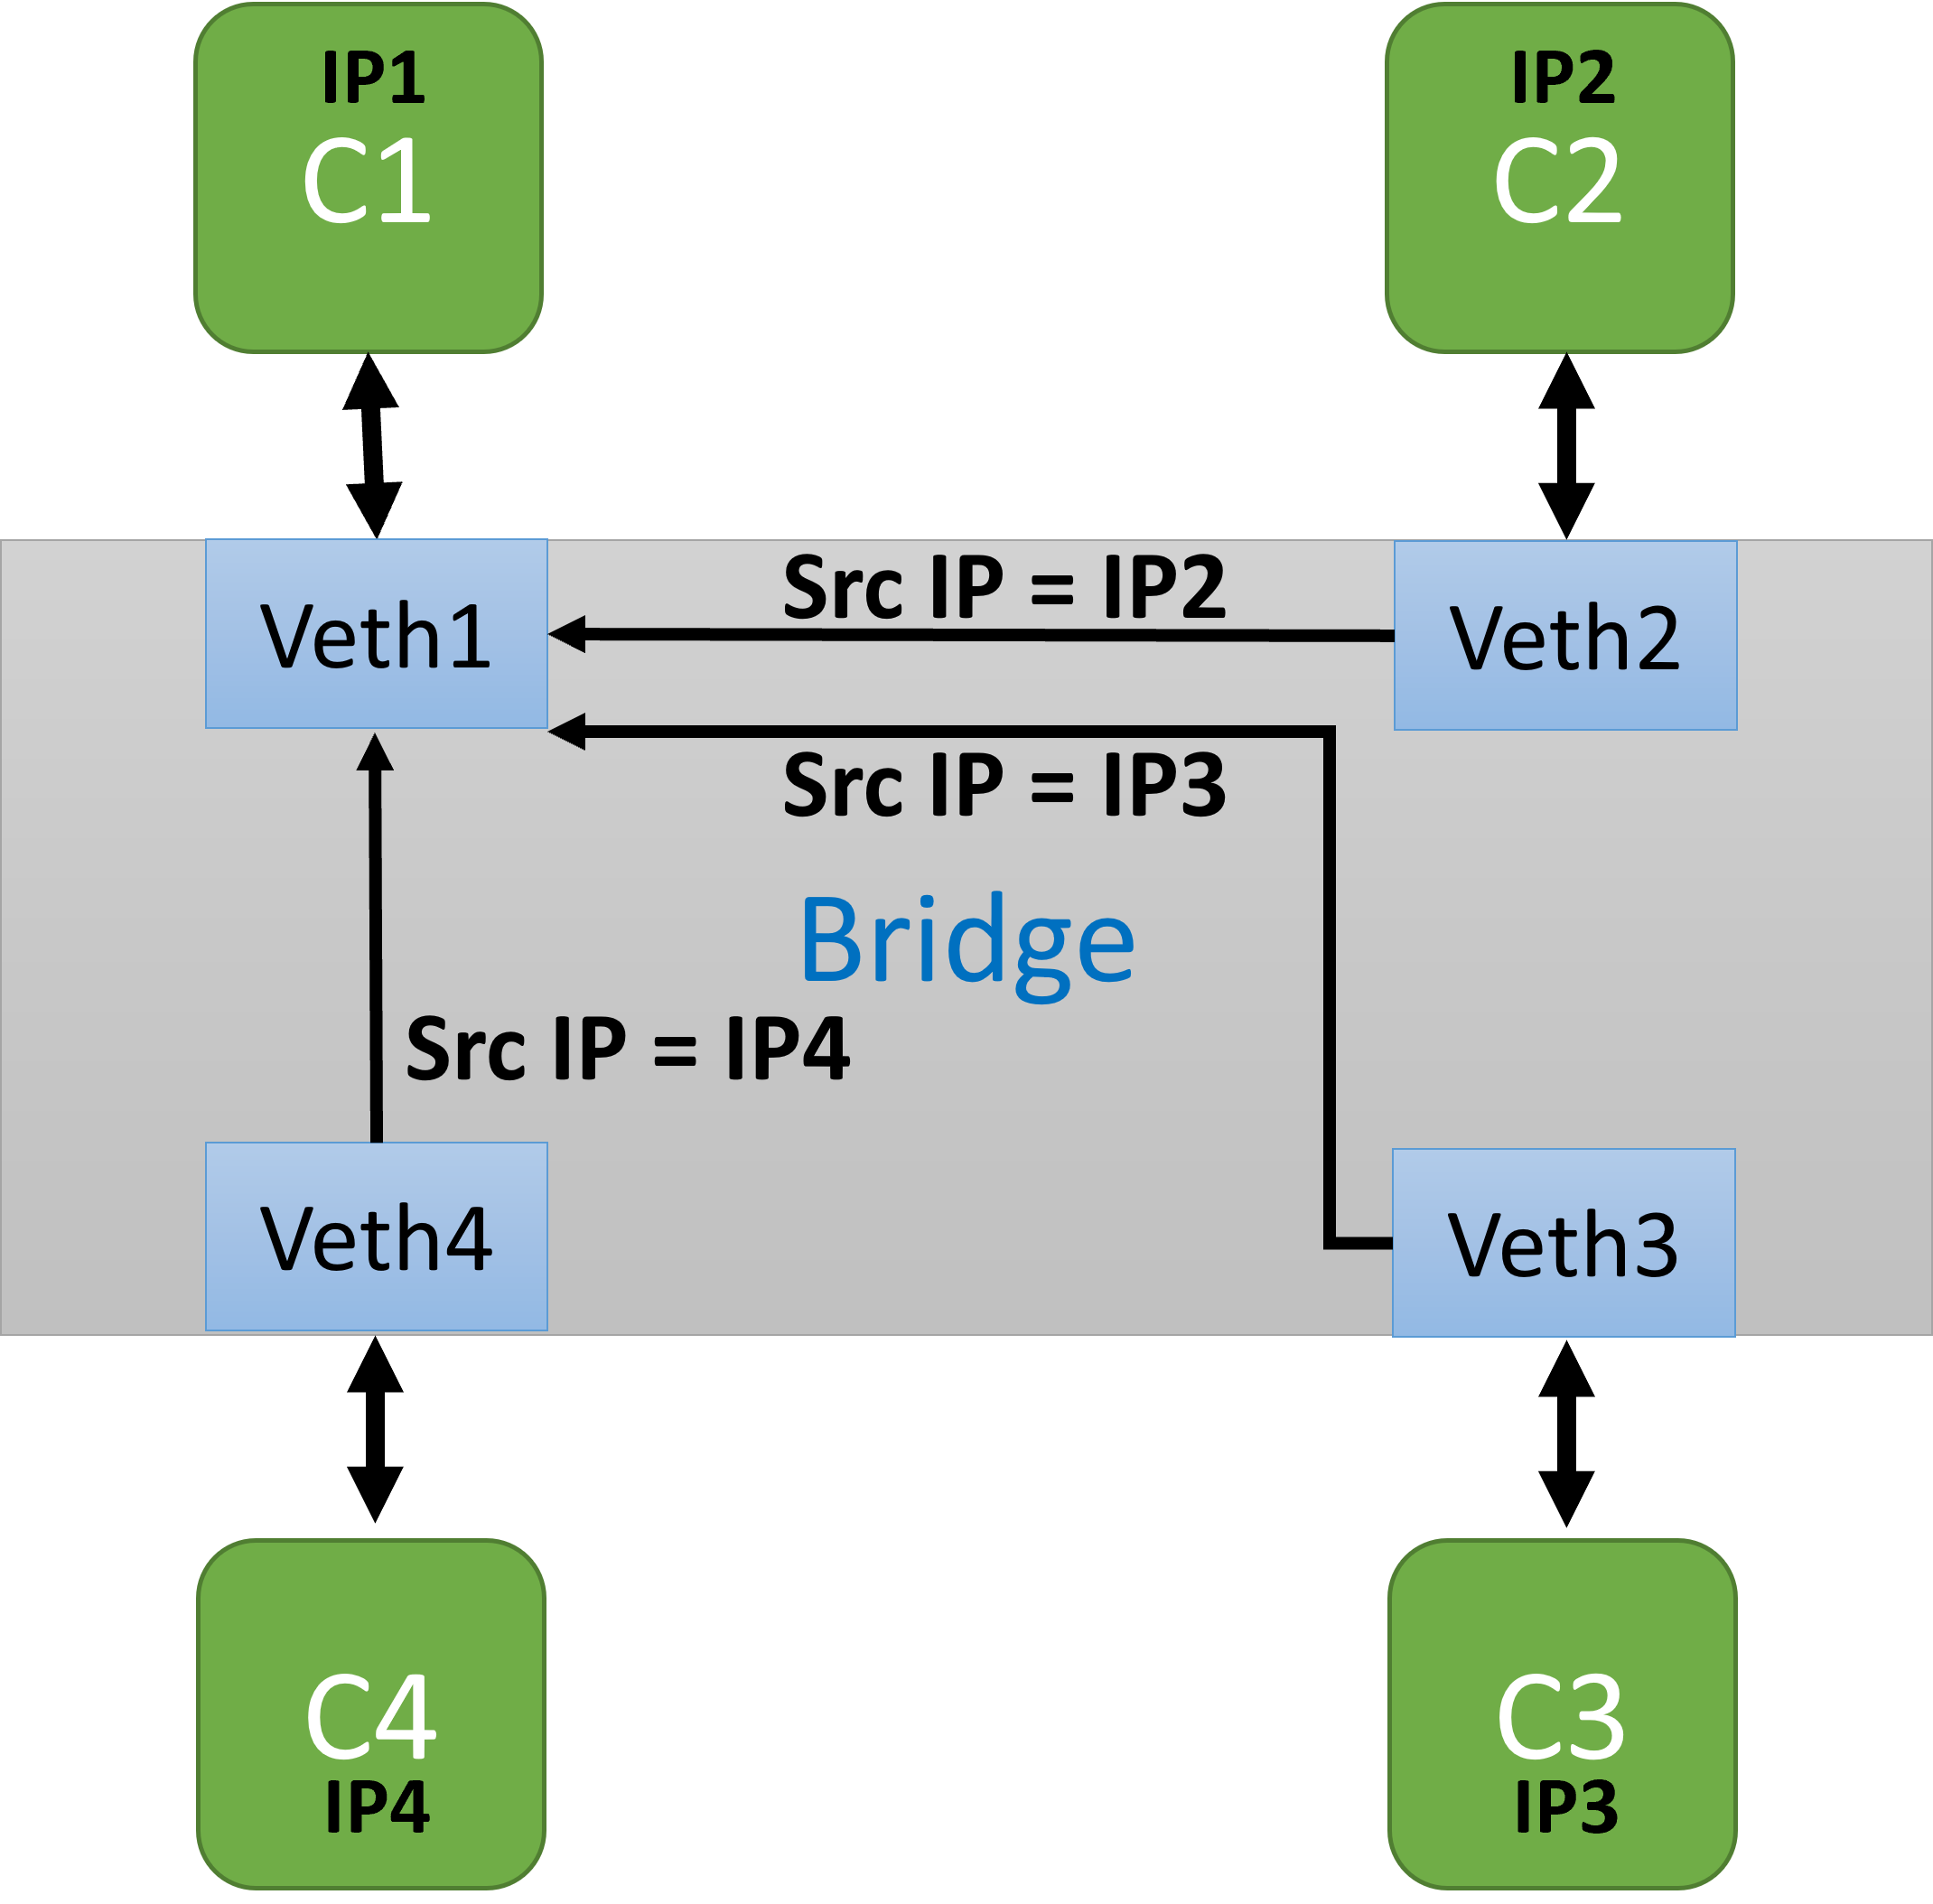 IP1
C1
IP2
C2
Src IP = IP2
Veth1
Veth2
Src IP = IP3
Bridge
Src IP = IP4
Veth4
Veth3
C4
IP4
C3
IP3